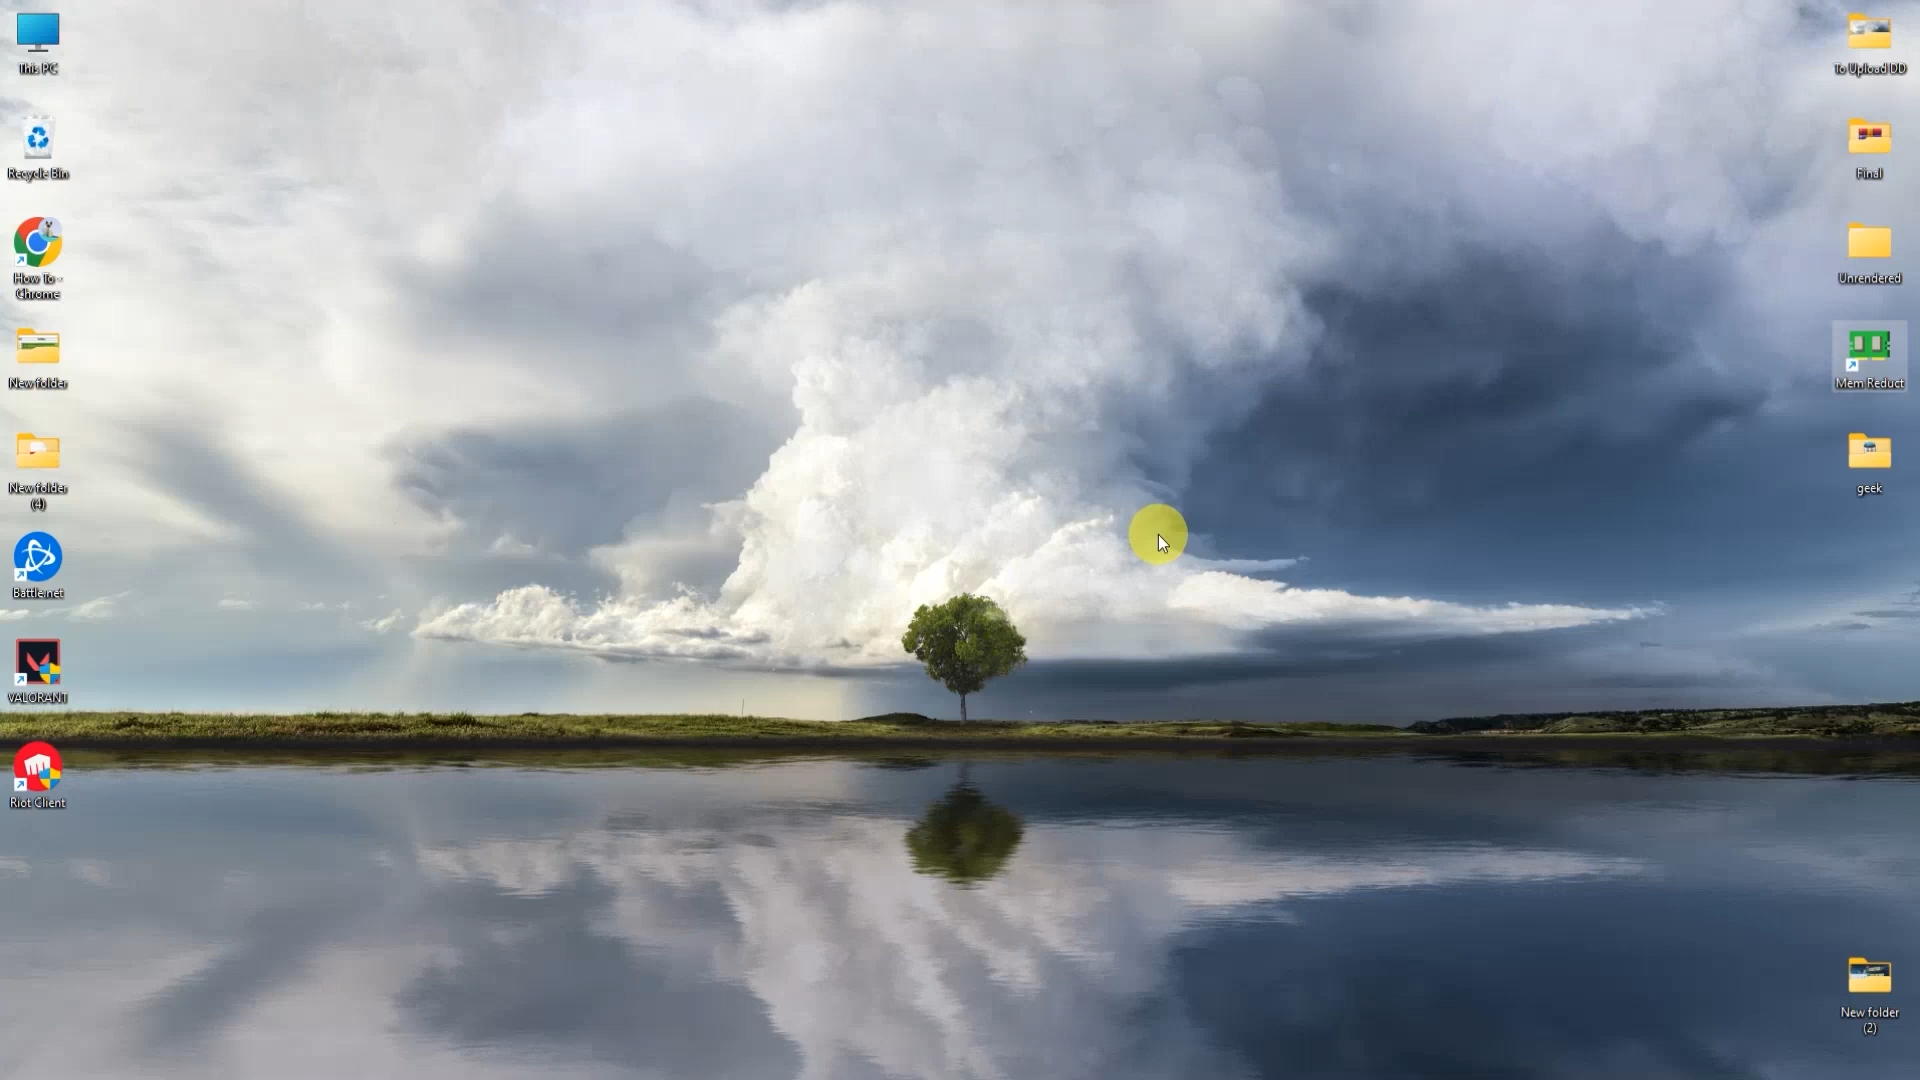 This PC
Recycle Bin
How To -
Chrome
New folder
New folder
(4)
Battle.net
VALORANT
Riot Client
To Upload DD
Final
Unrendered
Mem Reduct
geek
New folder
(2)